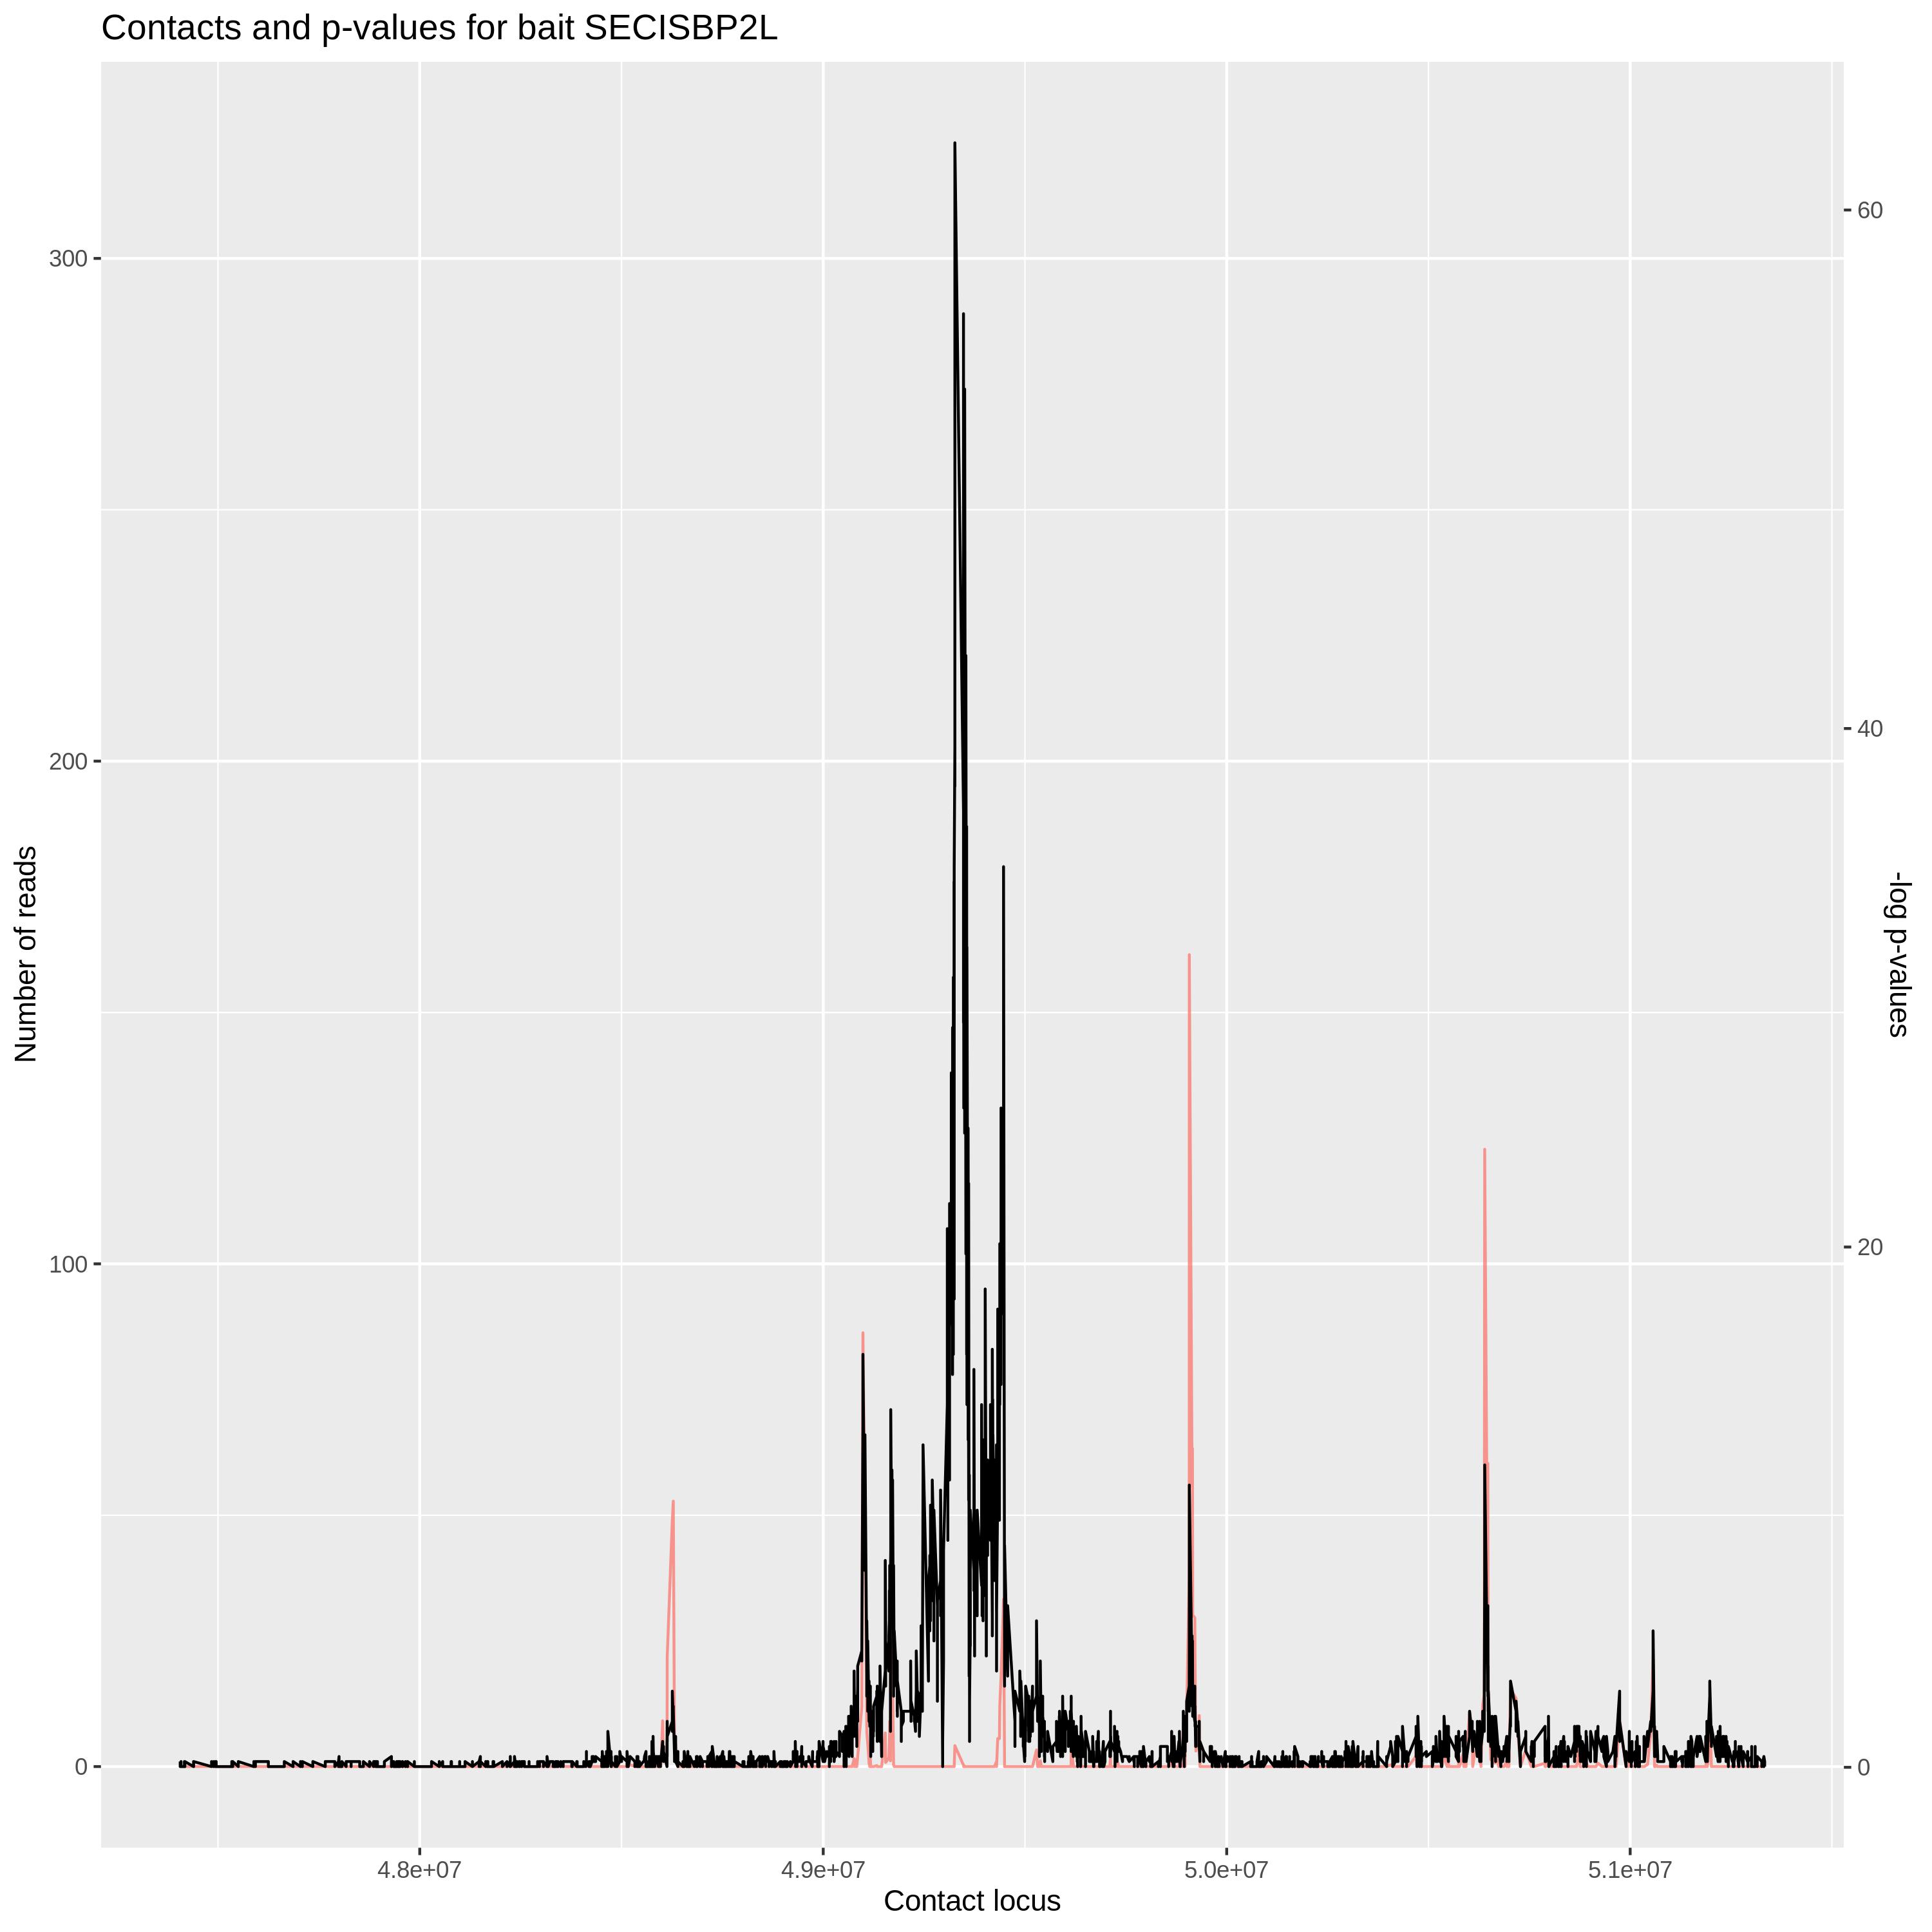 Contacts and p-values for bait SECISBP2L
300
200
100
0
Number of reads
60
40
20
0
-log p-values
4.8e+07
4.9e+07
5.0e+07
5.1e+07
Contact locus